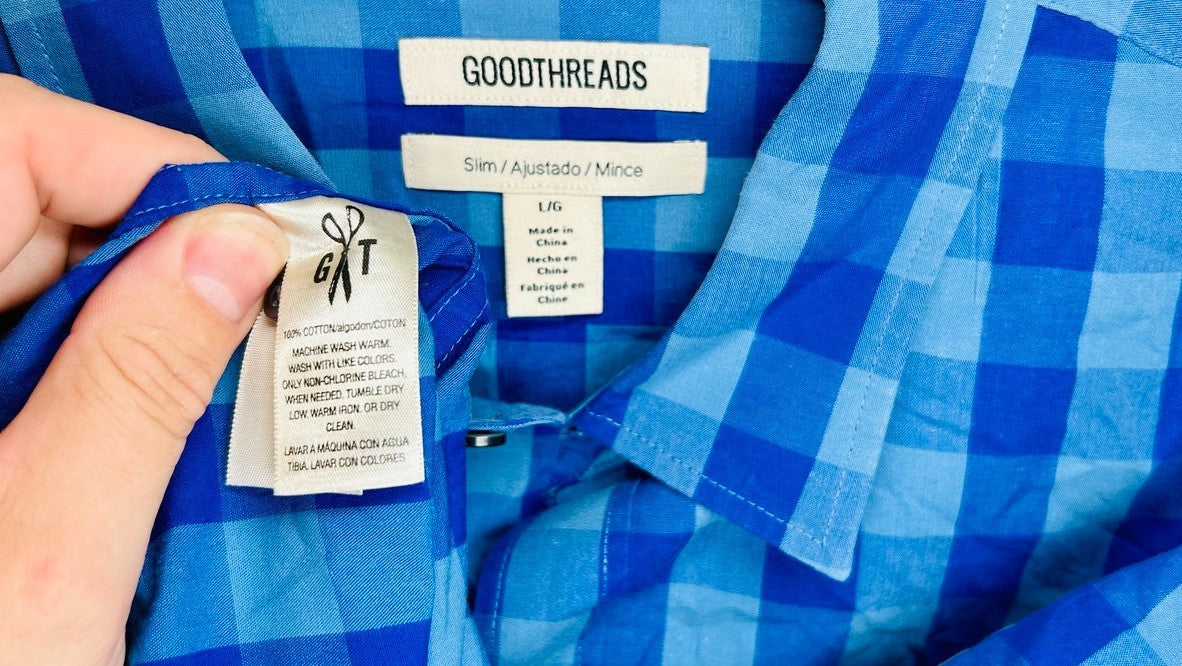 GOODTHREADS
Slim / Ajustado / Mince
L/G
Made in
China
Hecho en
China
Fabriqué en
Chine
G T
100% COTTON/algodon/COTON
MACHINE WASH WARM.
WASH WITH LIKE COLORS.
ONLY NON-CHLORINE BLEACH,
WHEN NEEDED. TUMBLE DRY
LOW. WARM IRON. OR DRY
CLEAN.
LAVAR A MÁQUINA CON AGUA
TIBIA. LAVAR CON COLORES